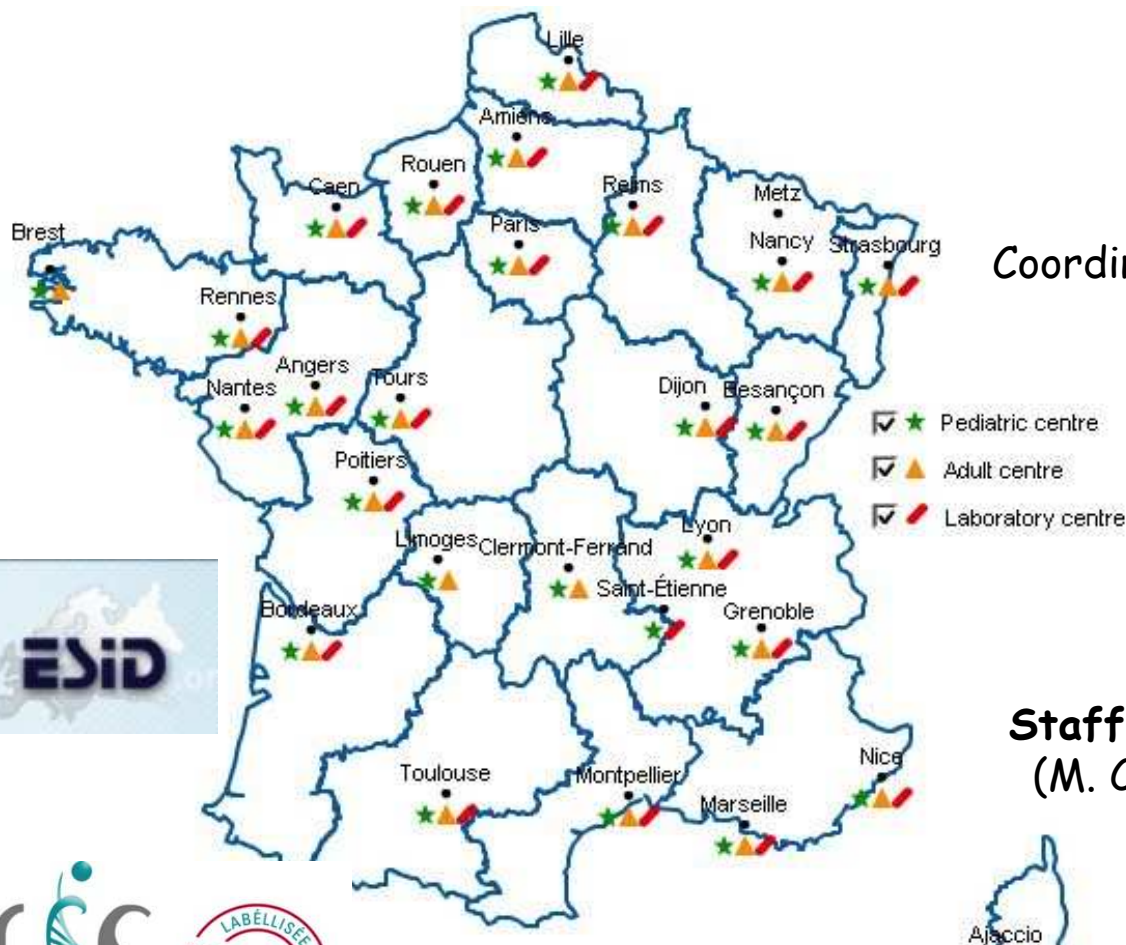 Lille
Amiens
Rouen
Caen
Reims
Metz
Paris
Nancy
Strasbourg
Brest
Coordin
Rennes
Angers
Nantes
Tours
Dijon
Besançon
Pediatric centre
Adult centre
Laboratory centre
Poitiers
Lyon
Limoges
Clermont-Ferrand
Saint-Étienne
Bordeaux
Grenoble
ESiD
Staff
(M. C
Nice
Toulouse
Montpellier
Marseille
LABÉLLISÉE
Ajaccio